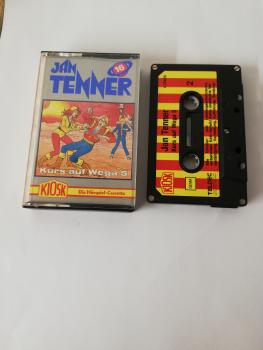 JAN
TENNER
16
Kurs auf Wega 5
KIOSK
Die Hörspiel-Cassette
2
Jan Tenner
Kurs auf Wega 5
KIOSK